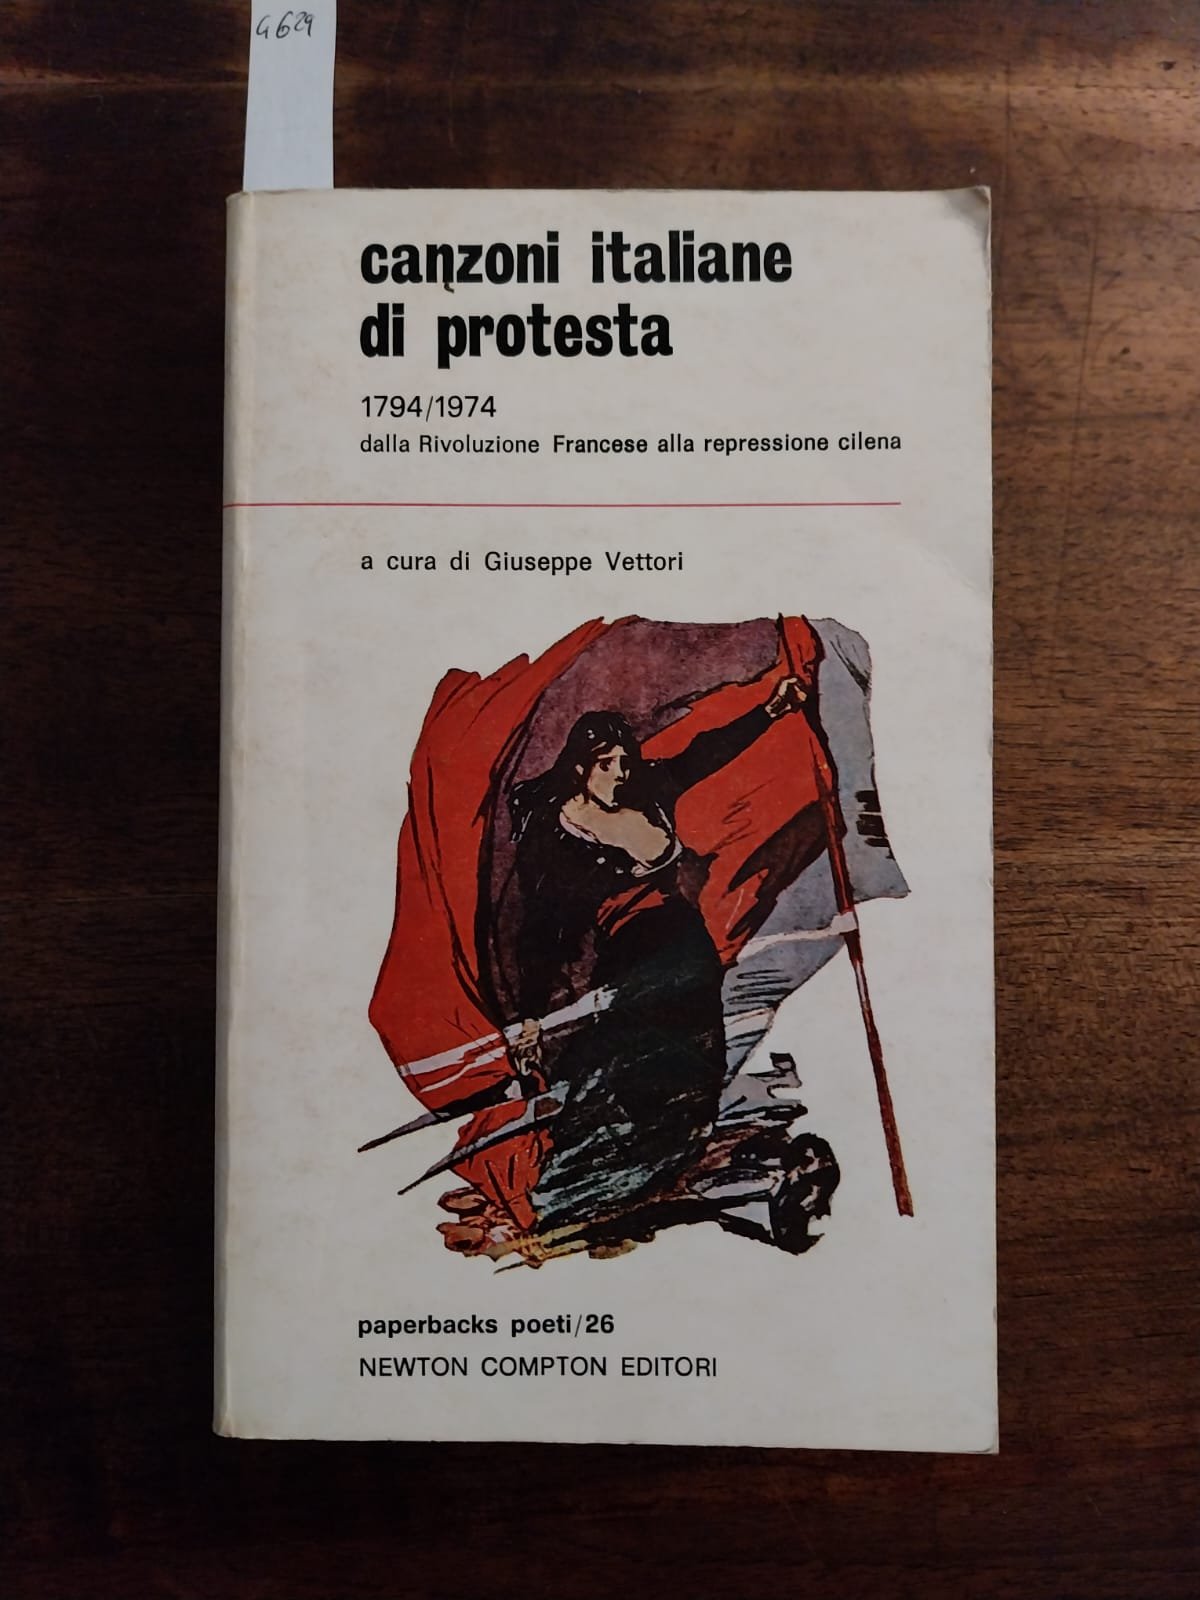 G629
canzoni italiane
di protesta
1794/1974
dalla Rivoluzione Francese alla repressione cilena
a cura di Giuseppe Vettori
paperbacks poeti/26
NEWTON COMPTON EDITORI